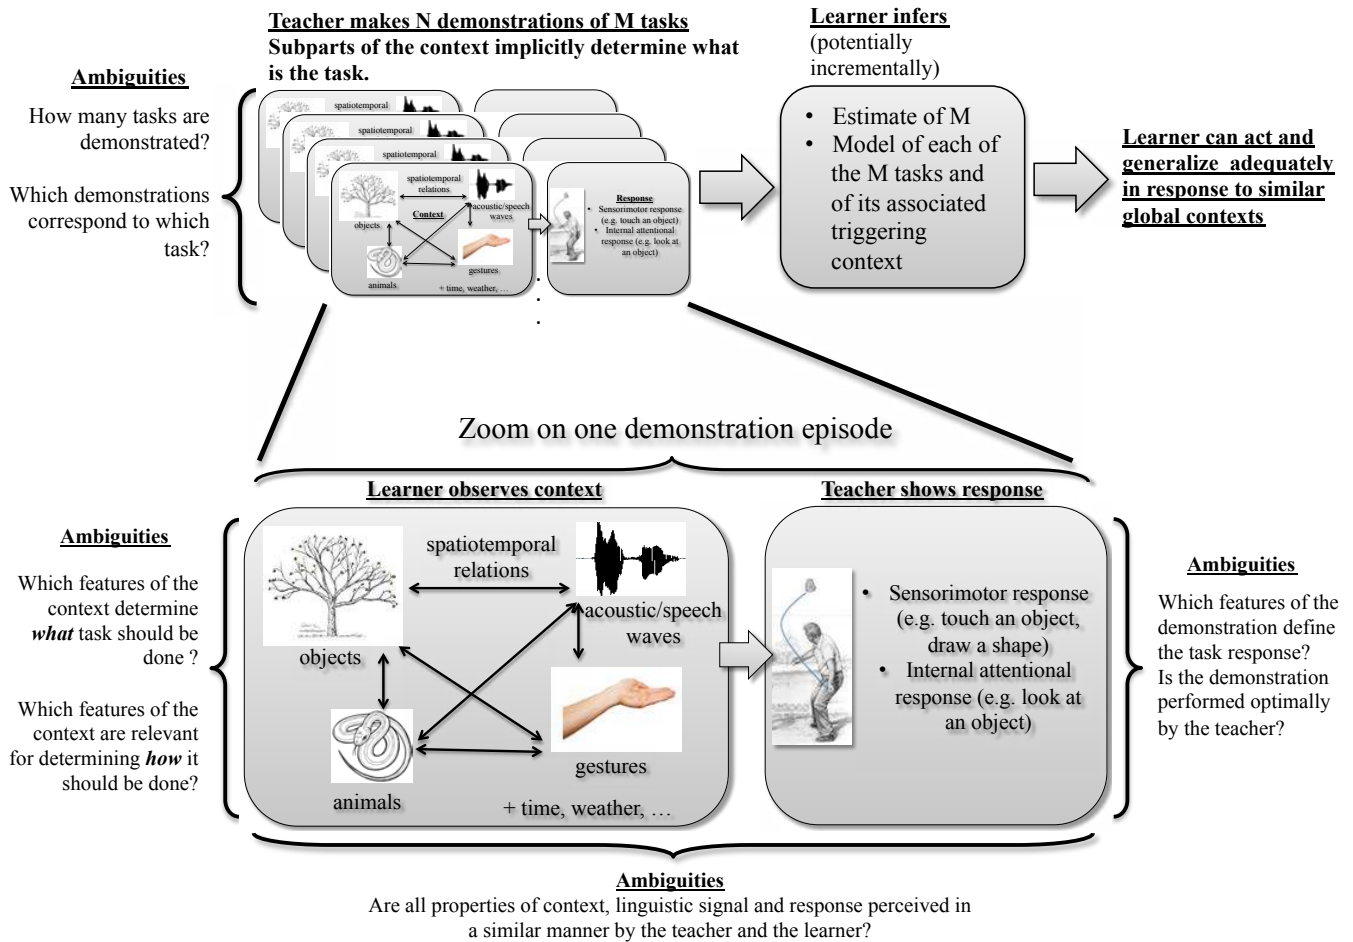 Teacher makes N demonstrations of M tasks
Subparts of the context implicitly determine what
is the task.
Learner infers
(potentially
incrementally)
Ambiguities
How many tasks are
demonstrated?
Which demonstrations
correspond to which
task?
spatiotemporal
spatiotemporal
spatiotemporal
spatiotemporal
relations
Context
acoustic/speech
waves
objects
gestures
animals
+ time, weather, …
Response
• Sensorimotor response
(e.g. touch an object)
• Internal attentional
response (e.g. look at
an object)
.
.
.
• Estimate of M
• Model of each of
the M tasks and
of its associated
triggering
context
Learner can act and
generalize adequately
in response to similar
global contexts
Zoom on one demonstration episode
Learner observes context
Teacher shows response
Ambiguities
Which features of the
context determine
what task should be
done ?
Which features of the
context are relevant
for determining how it
should be done?
spatiotemporal
relations
acoustic/speech
waves
objects
gestures
animals
+ time, weather, …
• Sensorimotor response
(e.g. touch an object,
draw a shape)
• Internal attentional
response (e.g. look at
an object)
Ambiguities
Which features of the
demonstration define
the task response?
Is the demonstration
performed optimally
by the teacher?
Ambiguities
Are all properties of context, linguistic signal and response perceived in
a similar manner by the teacher and the learner?